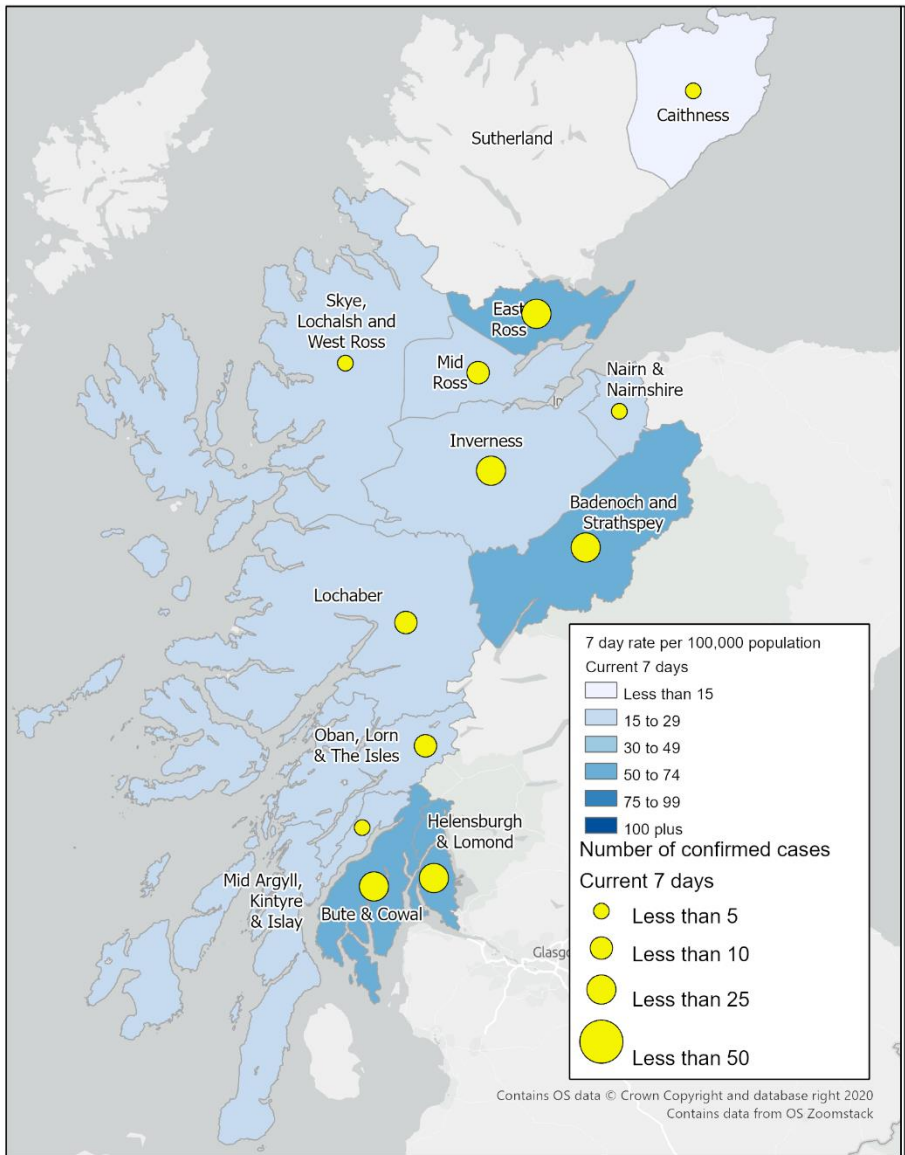 Caithness
Sutherland
Skye,
Lochalsh and
West Ross
East
Ross
Mid
Ross
Nairn &
Nairnshire
In
Inverness
Badenoch and
Strathspey
Lochaber
Oban, Lorn
& The Isles
Helensburgh
& Lomond
Mid Argyll,
Kintyre
& Islay
Bute & Cowal
Glasgo
7 day rate per 100,000 population
Current 7 days
Less than 15
15 to 29
30 to 49
50 to 74
75 to 99
100 plus
Number of confirmed cases
Current 7 days
Less than 5
Less than 10
Less than 25
Less than 50
Contains OS data © Crown Copyright and database right 2020
Contains data from OS Zoomstack